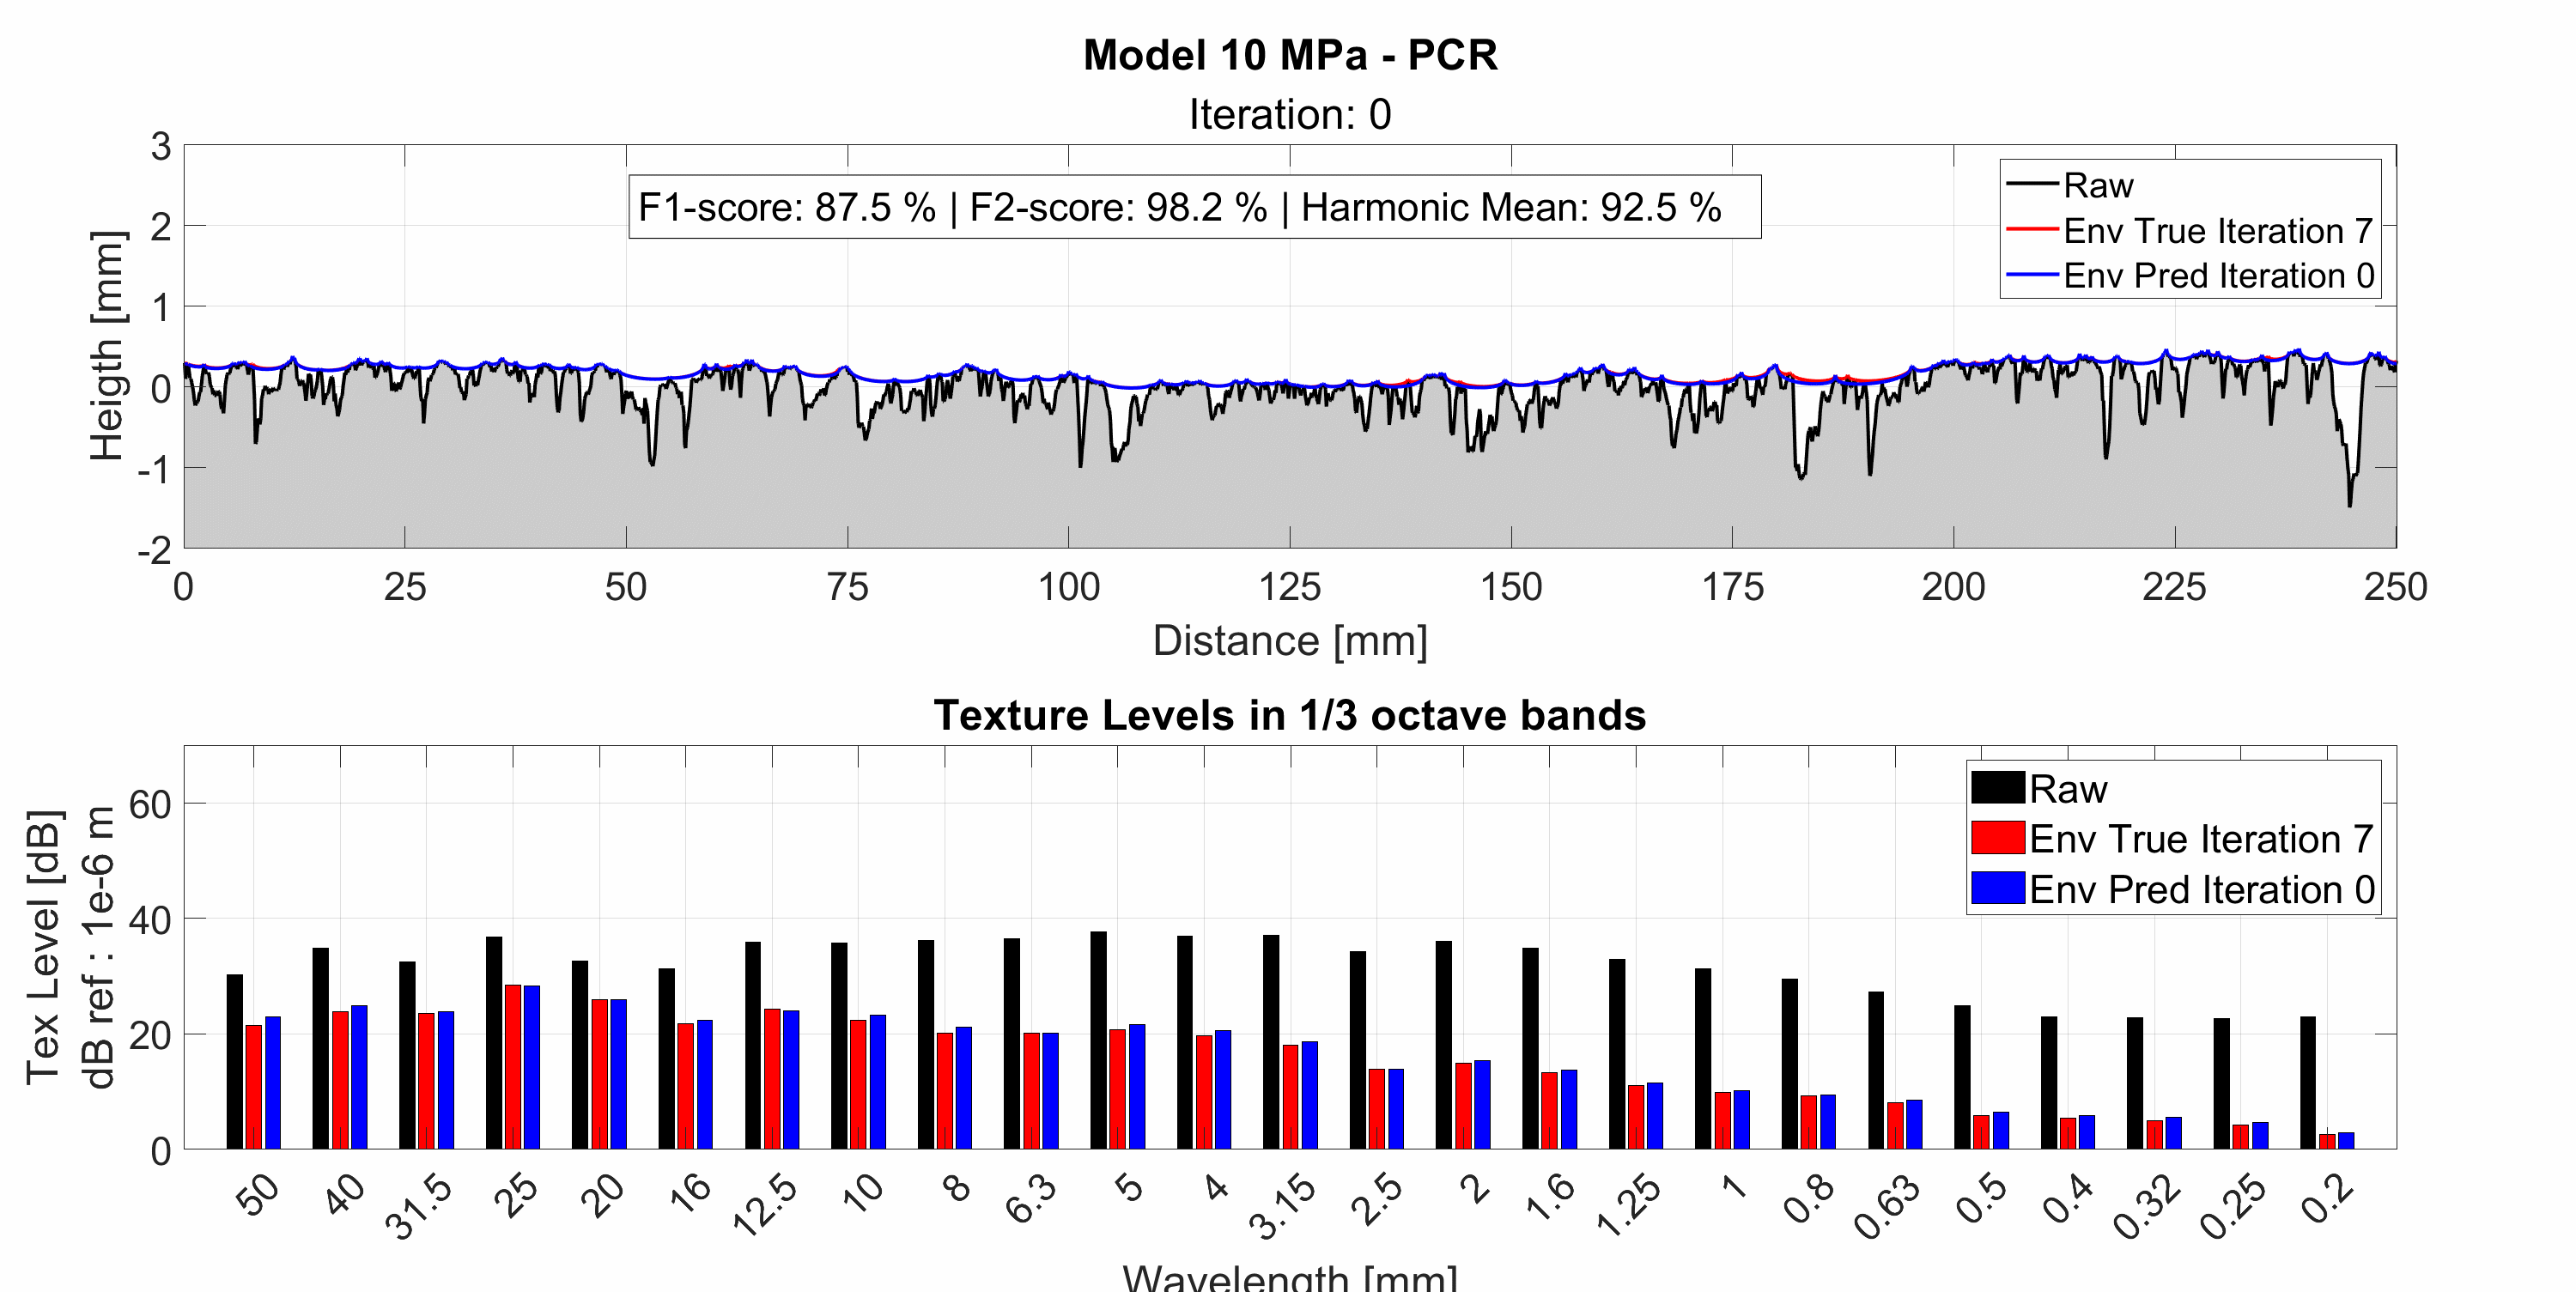 Model 10 MPa - PCR
Iteration: 0
F1-score: 87.5 % | F2-score: 98.2 % | Harmonic Mean: 92.5 %
Raw
Env True Iteration 7
Env Pred Iteration 0
Heigth [mm]
3
2
1
0
-1
-2
0 25 50 75 100 125 150 175 200 225 250
Distance [mm]
Texture Levels in 1/3 octave bands
Raw
Env True Iteration 7
Env Pred Iteration 0
Tex Level [dB]
dB ref : 1e-6 m
60
40
20
0
50 40 31.5 25 20 16 12.5 10 8 6.3 5 4 3.15 2.5 2 1.6 1.25 1 0.8 0.63 0.5 0.4 0.32 0.25 0.2
Wavelength [mm]